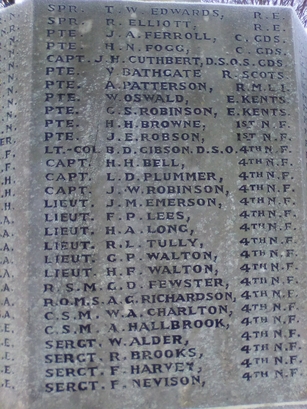 SPR. T. W. EDWARDS, R.E.
SPR. R. ELLIOTT, R.E.
PTE. J. A. FERROLL, C. GDS.
PTE. H. N. FOGG, C. GDS.
CAPT. J. H. CUTHBERT, D.S.O. S. GDS
PTE. V. BATHGATE R. SCOTS.
PTE. A. PATTERSON, R.M.L.I.
PTE. W. OSWALD, E. KENTS.
PTE. C. S. ROBINSON, E. KENTS.
PTE. H. H. BROWNE, 1ST N.F.
PTE. J. E. ROBSON, 1ST N.F.
LT.-COL B. D. GIBSON. D.S.O. 4TH N.F.
CAPT. H. H. BELL, 4TH N.F.
CAPT. L. D. PLUMMER, 4TH N.F.
CAPT. J. W. ROBINSON, 4TH N.F.
LIEUT. J. M. EMERSON, 4TH N.F.
LIEUT. F. P. LEES, 4TH N.F.
LIEUT. H. A. LONG, 4TH N.F.
LIEUT. R. L. TULLY, 4TH N.F.
LIEUT. G. P. WALTON, 4TH N.F.
LIEUT. H. F. WALTON, 4TH N.F.
R.S.M. G. D. FEWSTER, 4TH N.F.
R.Q.M.S. A. G. RICHARDSON, 4TH N.F.
C.S.M. W. A. CHARLTON, 4TH N.F.
C.S.M. A. HALLBROOK, 4TH N.F.
SERGT. W. ALDER, 4TH N.F.
SERGT. R. BROOKS, 4TH N.F.
SERGT. F. HARVEY, 4TH N.F.
SERGT. F. NEVISON, 4TH N.F.